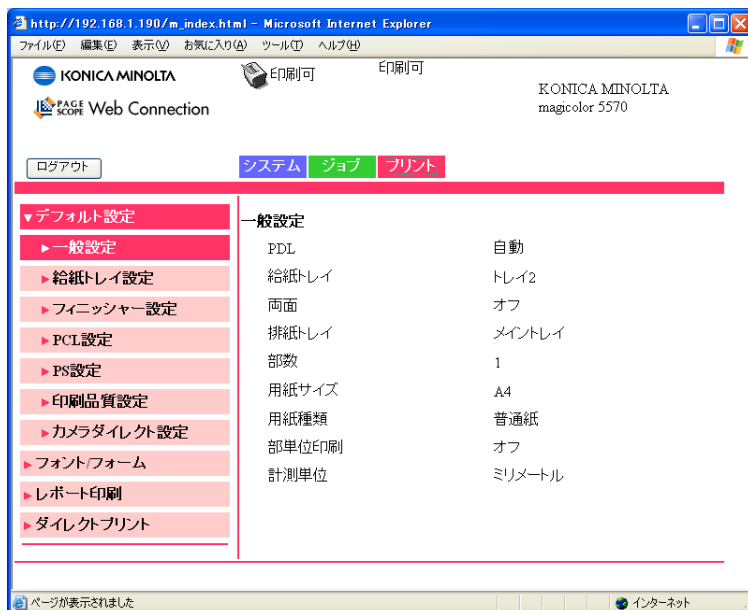 http://192.168.1.190/m_index.html - Microsoft Internet Explorer
ファイル(F) 編集(E) 表示(V) お気に入り(A) ツール(T) ヘルプ(H)
KONICA MINOLTA
印刷可
印刷可
PAGE SCOPE Web Connection
KONICA MINOLTA
magicolor 5570
ログアウト
システム ジョブ プリント
▼デフォルト設定
▶一般設定
▶給紙トレイ設定
▶フィニッシャー設定
▶PCL設定
▶PS設定
▶印刷品質設定
▶カメラダイレクト設定
▶フォント/フォーム
▶レポート印刷
▶ダイレクトプリント
一般設定
PDL 自動
給紙トレイ トレイ2
両面 オフ
排紙トレイ メイントレイ
部数 1
用紙サイズ A4
用紙種類 普通紙
部単位印刷 オフ
計測単位 ミリメートル
ページが表示されました
インターネット